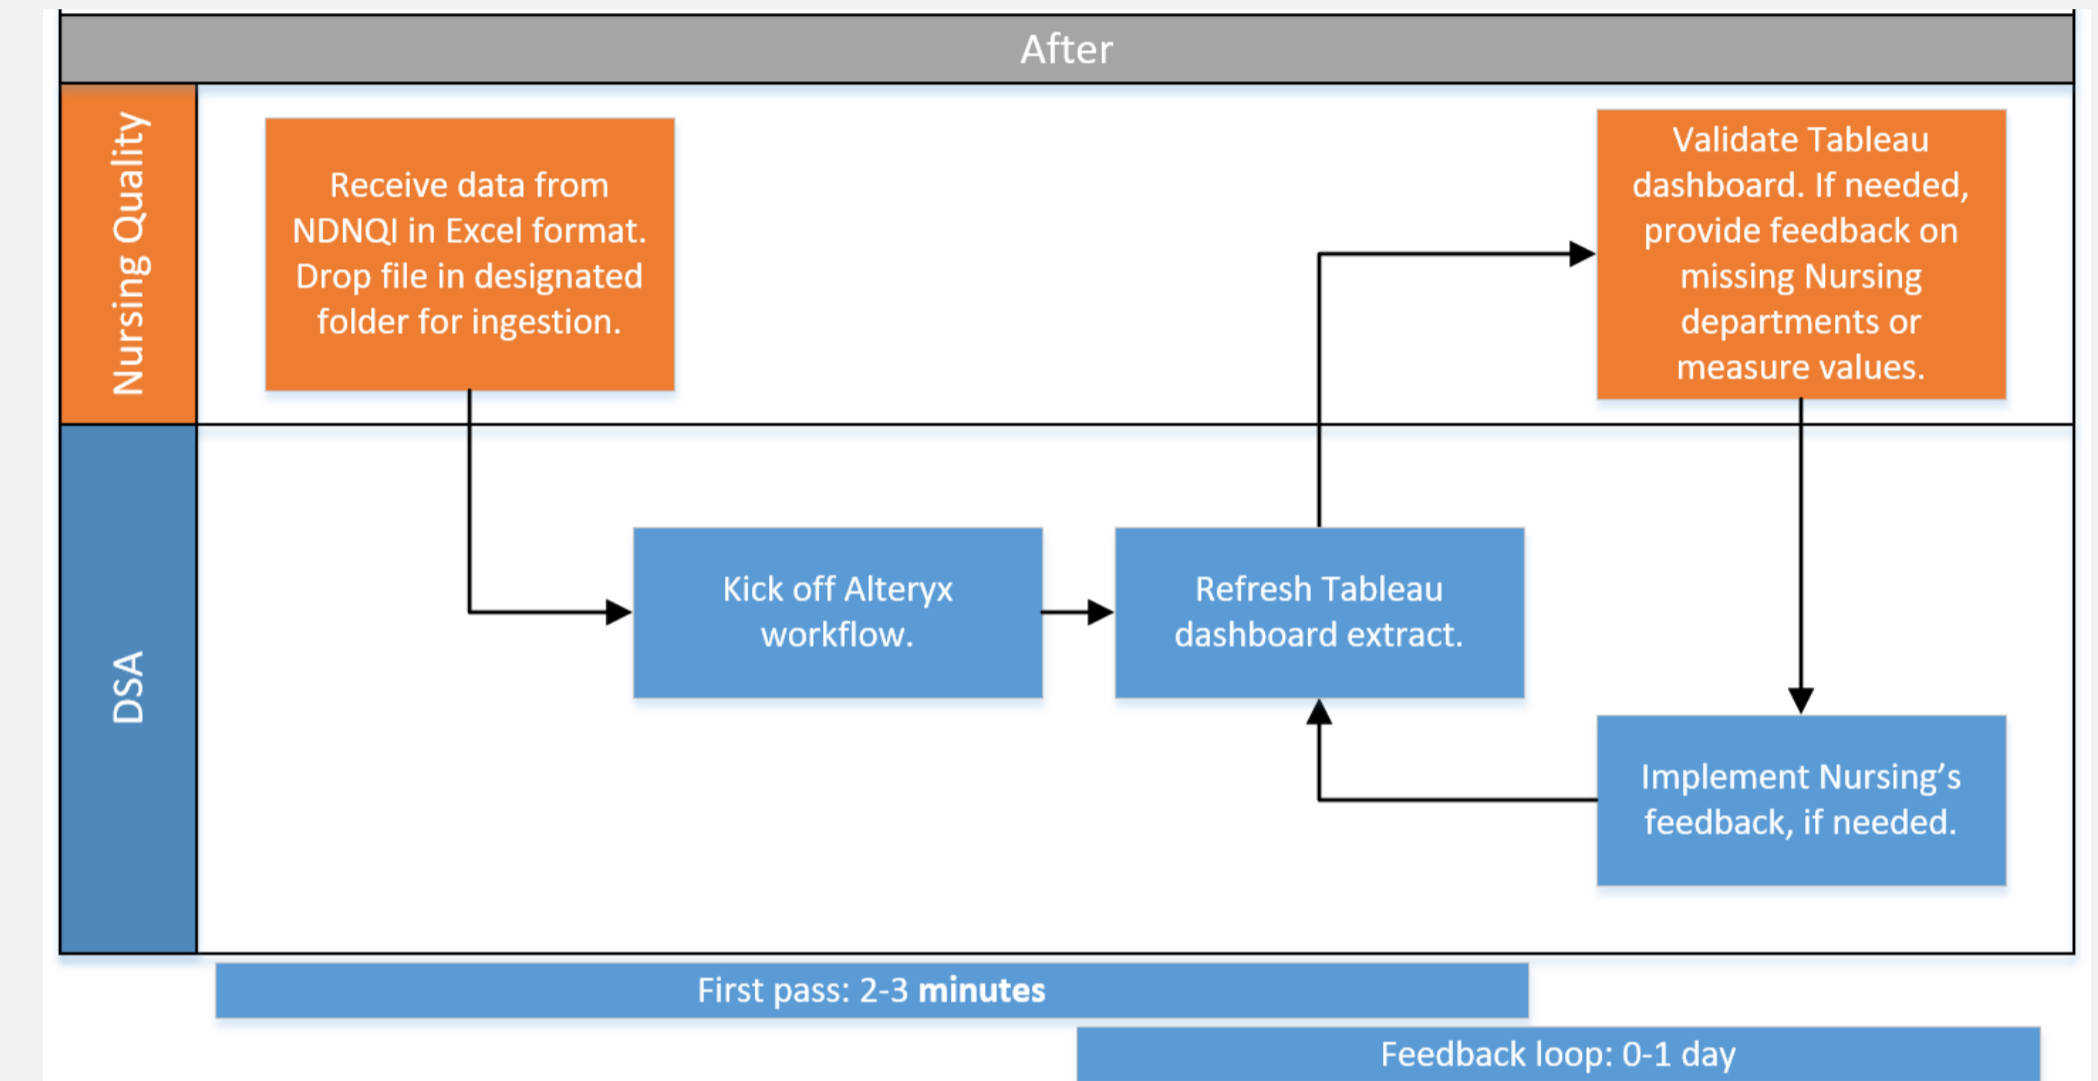 After
Nursing Quality
Receive data from
NDNQI in Excel format.
Drop file in designated
folder for ingestion.
Validate Tableau
dashboard. If needed,
provide feedback on
missing Nursing
departments or
measure values.
DSA
Kick off Alteryx
workflow.
Refresh Tableau
dashboard extract.
Implement Nursing’s
feedback, if needed.
First pass: 2-3 minutes
Feedback loop: 0-1 day